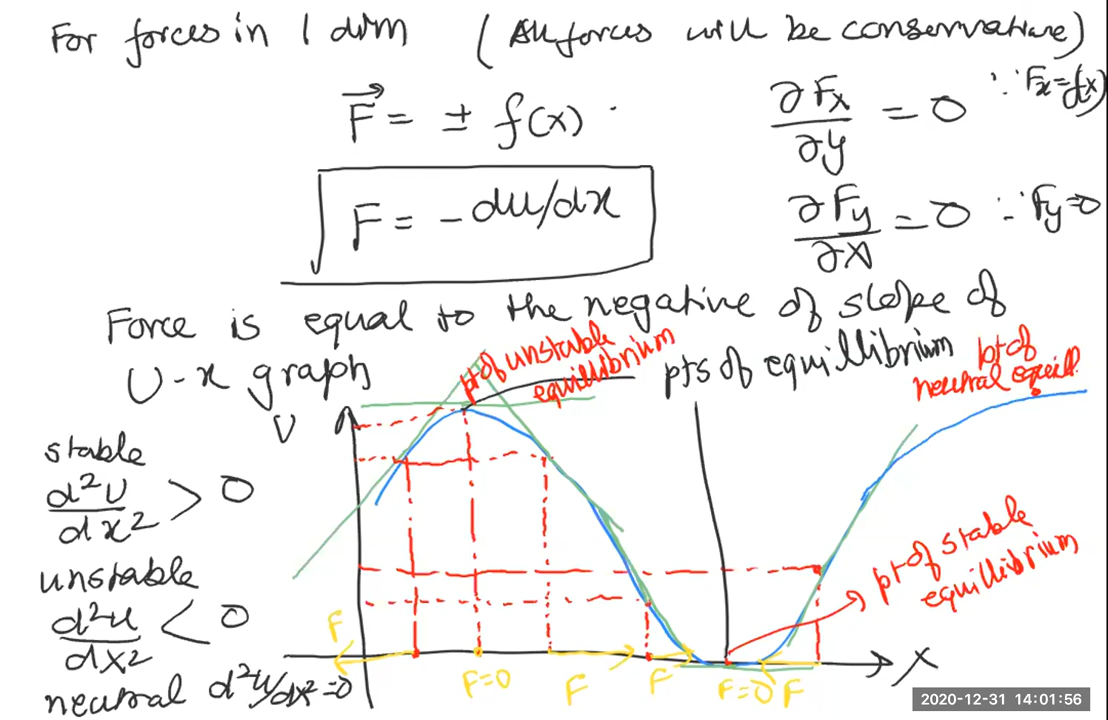 For forces in 1 dim (All forces will be conservative)
F⃗ = ± f(x)
∂Fx/∂y = 0 ∵ Fx=f(x)
F = - du/dx
∂Fy/∂x = 0 ∵ Fy=0
Force is equal to the negative of slope of
U-x graph
pt of unstable
equillibrium
pts of equillibrium
pt of
neutral equill.
U
stable
d²U/dx² > 0
pt of stable
equillibrium
unstable
d²u/dx² < 0
neutral d²u/dx² = 0
F
F=0
F
F
F=0
F
X
2020-12-31 14:01:56